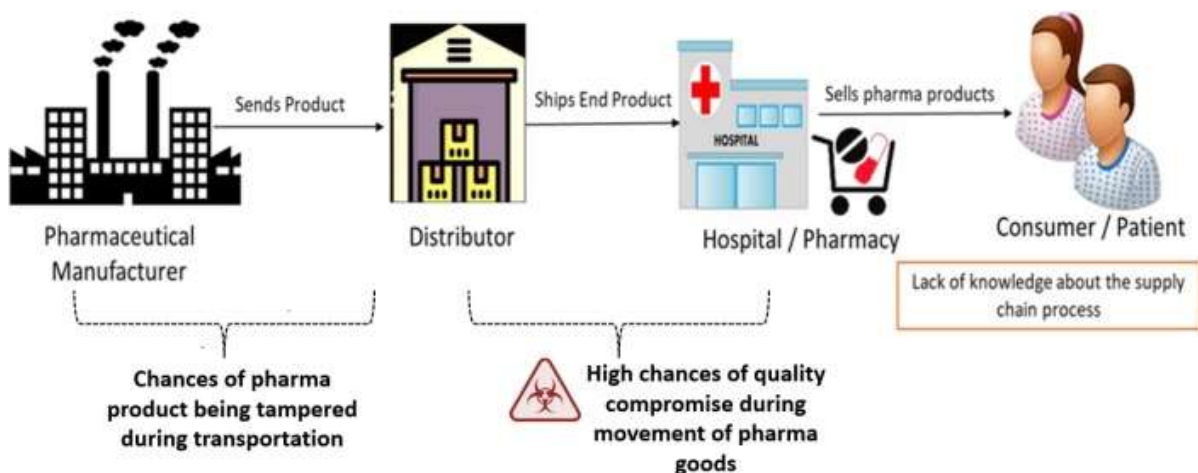 Sends Product
Ships End Product
Sells pharma products
HOSPITAL
Pharmaceutical
Manufacturer
Distributor
Hospital / Pharmacy
Consumer / Patient
Lack of knowledge about the supply
chain process
Chances of pharma
product being tampered
during transportation
High chances of quality
compromise during
movement of pharma
goods